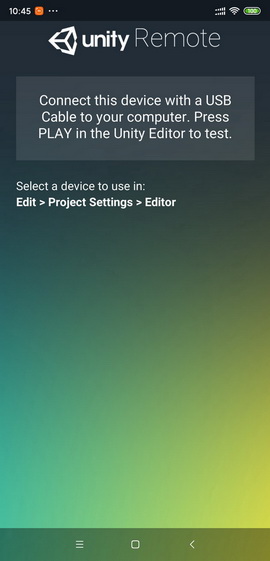 10:45 ...
100
unity Remote
Connect this device with a USB
Cable to your computer. Press
PLAY in the Unity Editor to test.
Select a device to use in:
Edit > Project Settings > Editor